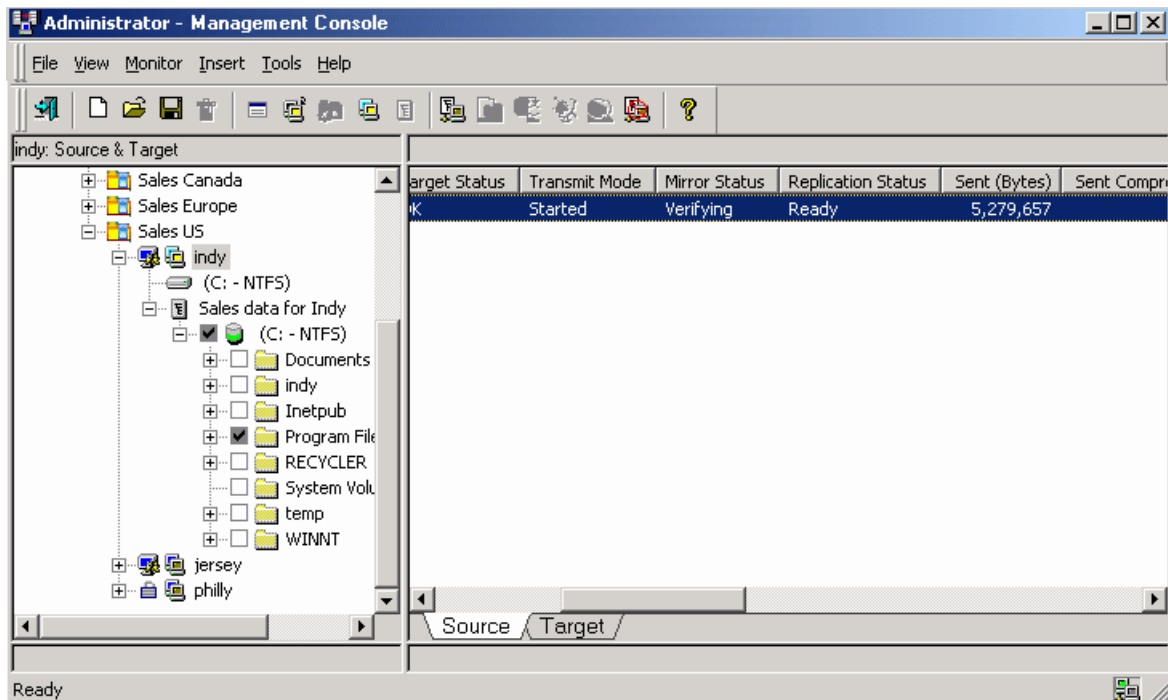 Administrator - Management Console
File View Monitor Insert Tools Help
indy: Source & Target
Sales Canada
Sales Europe
Sales US
indy
(C: - NTFS)
Sales data for Indy
(C: - NTFS)
Documents
indy
Inetpub
Program File
RECYCLER
System Volu
temp
WINNT
jersey
philly
arget Status Transmit Mode Mirror Status Replication Status Sent (Bytes) Sent Compre
OK Started Verifying Ready 5,279,657
Source Target
Ready